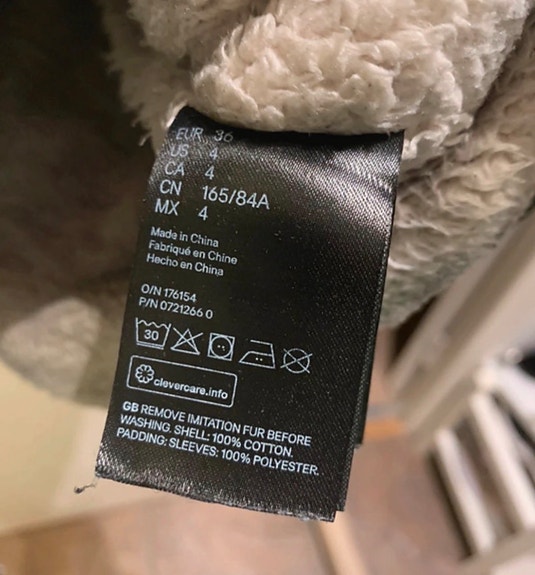 EUR 36
US 4
CA 4
CN 165/84A
MX 4
Made in China
Fabriqué en Chine
Hecho en China
O/N 176154
P/N 0721266 0
30
clevercare.info
GB REMOVE IMITATION FUR BEFORE
WASHING. SHELL: 100% COTTON.
PADDING: SLEEVES: 100% POLYESTER.